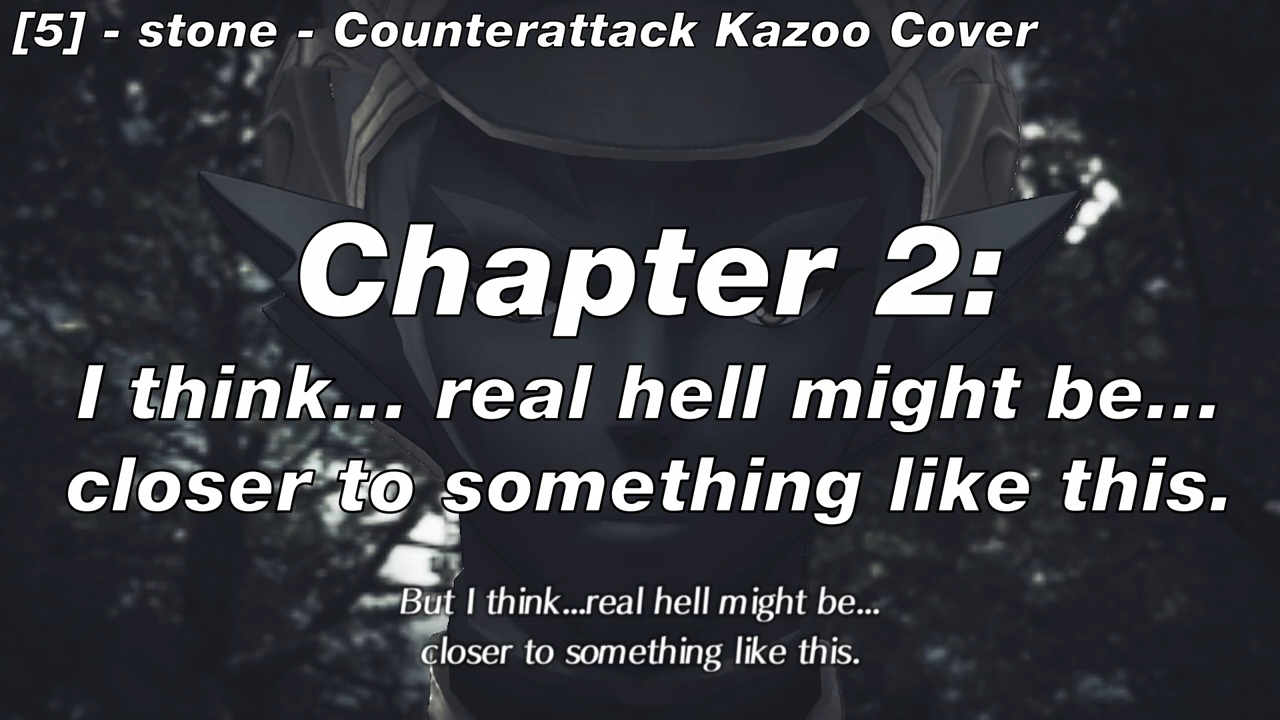 [5] - stone - Counterattack Kazoo Cover
Chapter 2:
I think... real hell might be...
closer to something like this.
But I think...real hell might be...
closer to something like this.